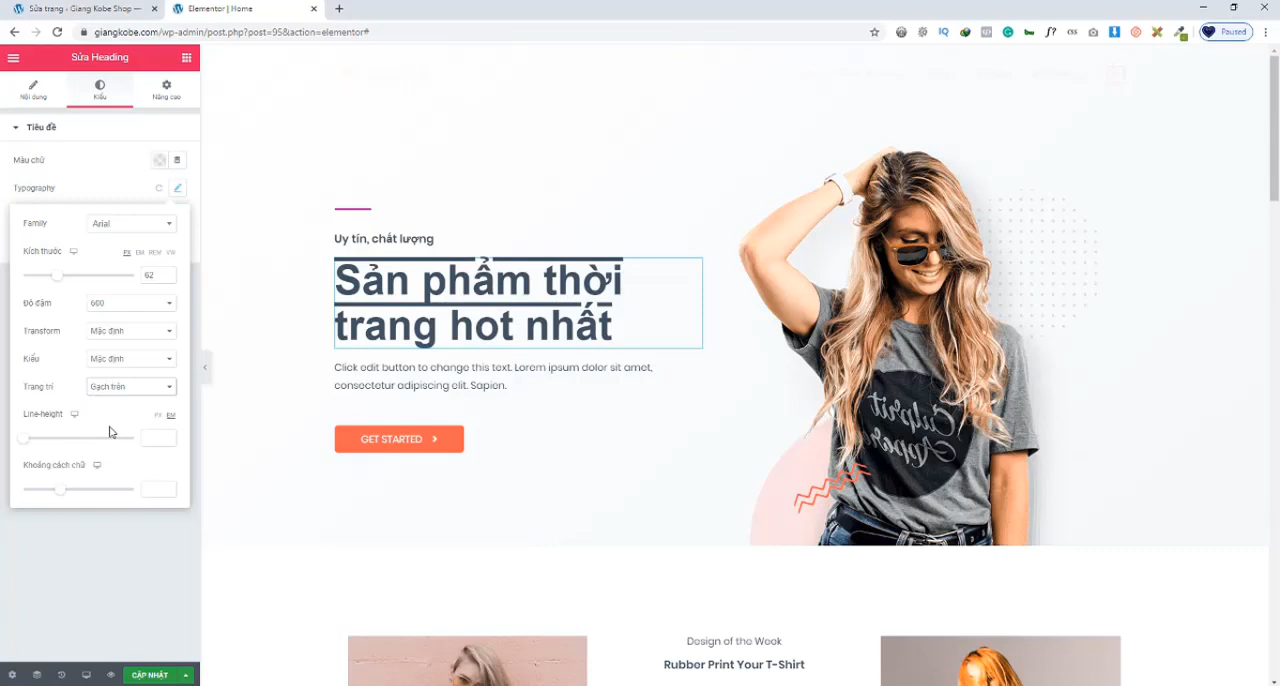 Sửa trang - Giang Kobe Shop —
Elementor | Home
giangkobe.com/wp-admin/post.php?post=95&action=elementor#
IQ
f?
css
Paused
Sửa Heading
Nội dung
Kiểu
Nâng cao
Tiêu đề
Màu chữ
Typography
Family
Arial
Kích thước
PX EM REM VW
62
Độ đậm
600
Transform
Mặc định
Kiểu
Mặc định
Trang trí
Gạch trên
Line-height
PX EM
Khoảng cách chữ
CẬP NHẬT
Uy tín, chất lượng
Sản phẩm thời
trang hot nhất
Click edit button to change this text. Lorem ipsum dolor sit amet,
consectetur adipiscing elit. Sapien.
GET STARTED
Culprit
Apparel
Design of the Week
Rubber Print Your T-Shirt